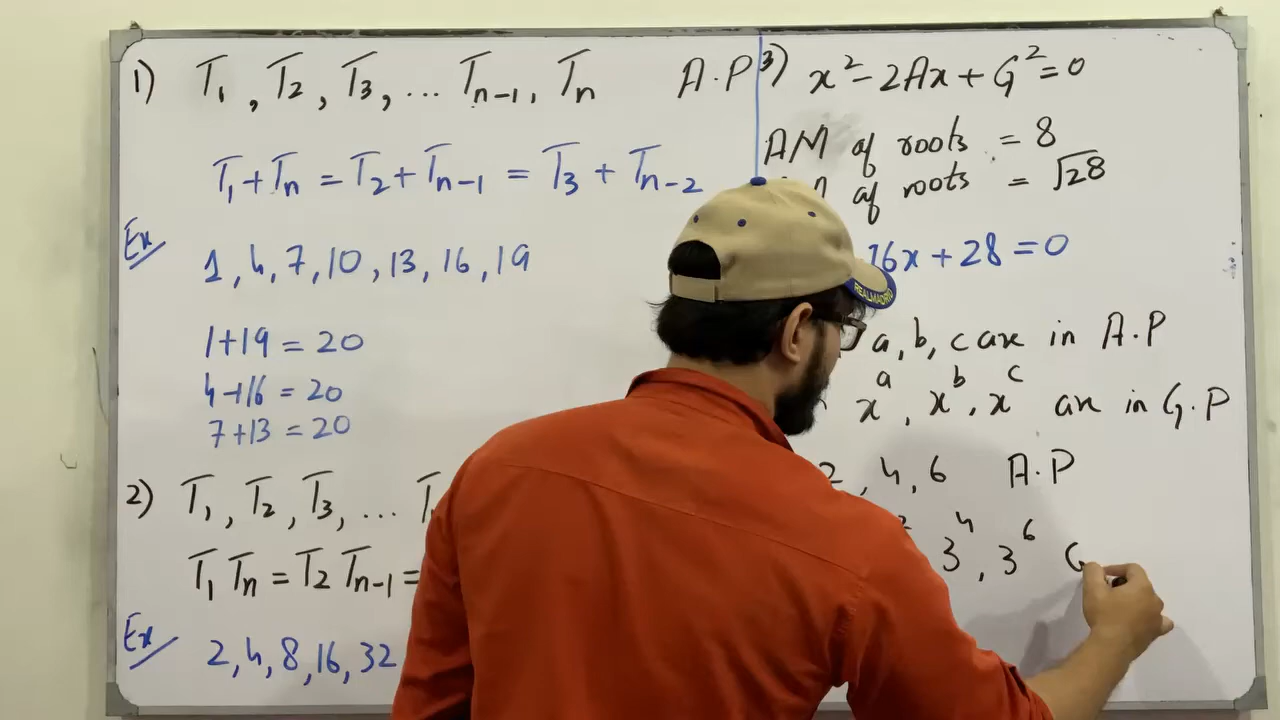 1) T₁, T₂, T₃, ... Tₙ₋₁, Tₙ A.P
T₁+Tₙ = T₂+Tₙ₋₁ = T₃ + Tₙ₋₂
Ex
1, 4, 7, 10, 13, 16, 19
1+19 = 20
4+16 = 20
7+13 = 20
2) T₁, T₂, T₃, ... T
T₁ Tₙ = T₂ Tₙ₋₁ =
Ex
2, 4, 8, 16, 32
3) x² - 2Ax + G² = 0
AM of roots = 8
of roots = √28
16x + 28 = 0
REALMADRID
a, b, c are in A.P
xᵃ, xᵇ, xᶜ are in G.P
2, 4, 6 A.P
3⁴, 3⁶ G